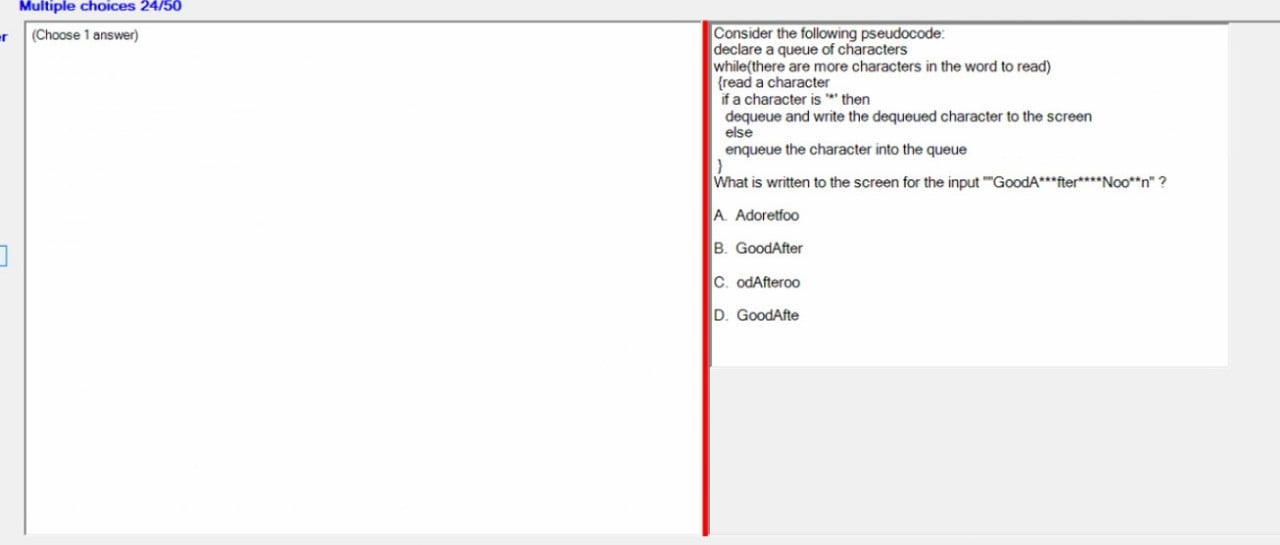 Multiple choices 24/50
er
(Choose 1 answer)
Consider the following pseudocode:
declare a queue of characters
while(there are more characters in the word to read)
{read a character
if a character is '*' then
dequeue and write the dequeued character to the screen
else
enqueue the character into the queue
}
What is written to the screen for the input ""GoodA***fter****Noo**n" ?
A. Adoretfoo
B. GoodAfter
C. odAfteroo
D. GoodAfte